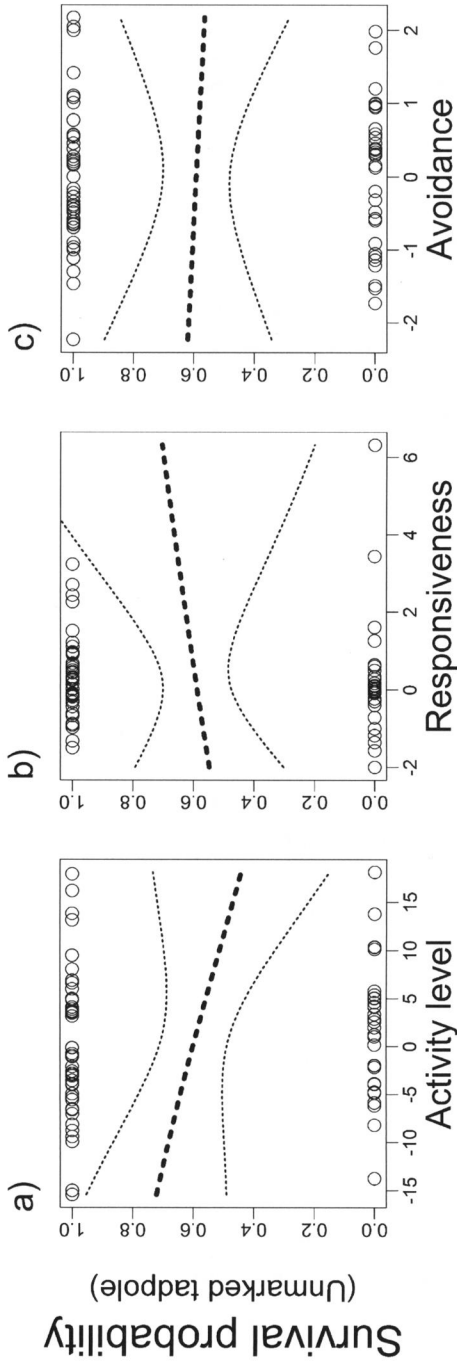 Survival probability
(Unmarked tadpole)
a)
0.0 0.2 0.4 0.6 0.8 1.0
-15 -10 -5 0 5 10 15
Activity level
b)
0.0 0.2 0.4 0.6 0.8 1.0
-2 0 2 4 6
Responsiveness
c)
0.0 0.2 0.4 0.6 0.8 1.0
-2 -1 0 1 2
Avoidance